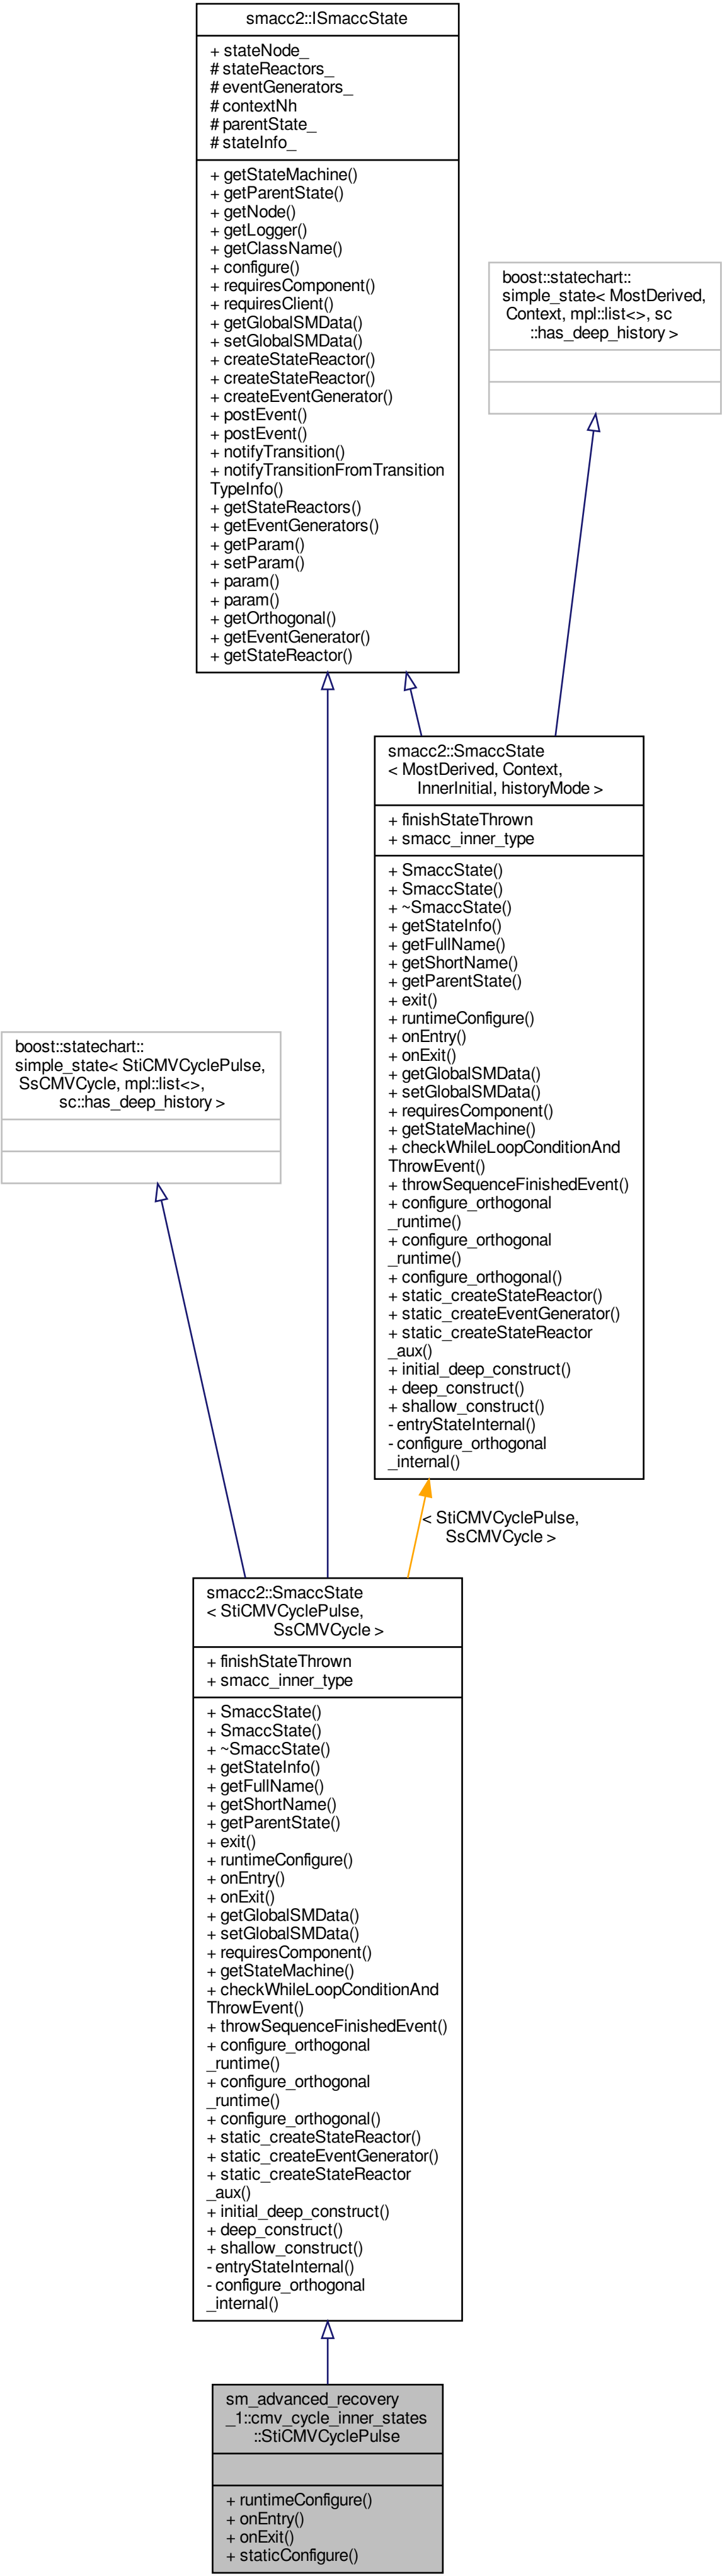 smacc2::ISmaccState
+ stateNode_
# stateReactors_
# eventGenerators_
# contextNh
# parentState_
# stateInfo_
+ getStateMachine()
+ getParentState()
+ getNode()
+ getLogger()
+ getClassName()
+ configure()
+ requiresComponent()
+ requiresClient()
+ getGlobalSMData()
+ setGlobalSMData()
+ createStateReactor()
+ createStateReactor()
+ createEventGenerator()
+ postEvent()
+ postEvent()
+ notifyTransition()
+ notifyTransitionFromTransition
TypeInfo()
+ getStateReactors()
+ getEventGenerators()
+ getParam()
+ setParam()
+ param()
+ param()
+ getOrthogonal()
+ getEventGenerator()
+ getStateReactor()
boost::statechart::
simple_state< MostDerived,
Context, mpl::list<>, sc
::has_deep_history >
smacc2::SmaccState
< MostDerived, Context,
InnerInitial, historyMode >
+ finishStateThrown
+ smacc_inner_type
+ SmaccState()
+ SmaccState()
+ ~SmaccState()
+ getStateInfo()
+ getFullName()
+ getShortName()
+ getParentState()
+ exit()
+ runtimeConfigure()
+ onEntry()
+ onExit()
+ getGlobalSMData()
+ setGlobalSMData()
+ requiresComponent()
+ getStateMachine()
+ checkWhileLoopConditionAnd
ThrowEvent()
+ throwSequenceFinishedEvent()
+ configure_orthogonal
_runtime()
+ configure_orthogonal
_runtime()
+ configure_orthogonal()
+ static_createStateReactor()
+ static_createEventGenerator()
+ static_createStateReactor
_aux()
+ initial_deep_construct()
+ deep_construct()
+ shallow_construct()
- entryStateInternal()
- configure_orthogonal
_internal()
boost::statechart::
simple_state< StiCMVCyclePulse,
SsCMVCycle, mpl::list<>,
sc::has_deep_history >
< StiCMVCyclePulse,
SsCMVCycle >
smacc2::SmaccState
< StiCMVCyclePulse,
SsCMVCycle >
+ finishStateThrown
+ smacc_inner_type
+ SmaccState()
+ SmaccState()
+ ~SmaccState()
+ getStateInfo()
+ getFullName()
+ getShortName()
+ getParentState()
+ exit()
+ runtimeConfigure()
+ onEntry()
+ onExit()
+ getGlobalSMData()
+ setGlobalSMData()
+ requiresComponent()
+ getStateMachine()
+ checkWhileLoopConditionAnd
ThrowEvent()
+ throwSequenceFinishedEvent()
+ configure_orthogonal
_runtime()
+ configure_orthogonal
_runtime()
+ configure_orthogonal()
+ static_createStateReactor()
+ static_createEventGenerator()
+ static_createStateReactor
_aux()
+ initial_deep_construct()
+ deep_construct()
+ shallow_construct()
- entryStateInternal()
- configure_orthogonal
_internal()
sm_advanced_recovery
_1::cmv_cycle_inner_states
::StiCMVCyclePulse
+ runtimeConfigure()
+ onEntry()
+ onExit()
+ staticConfigure()